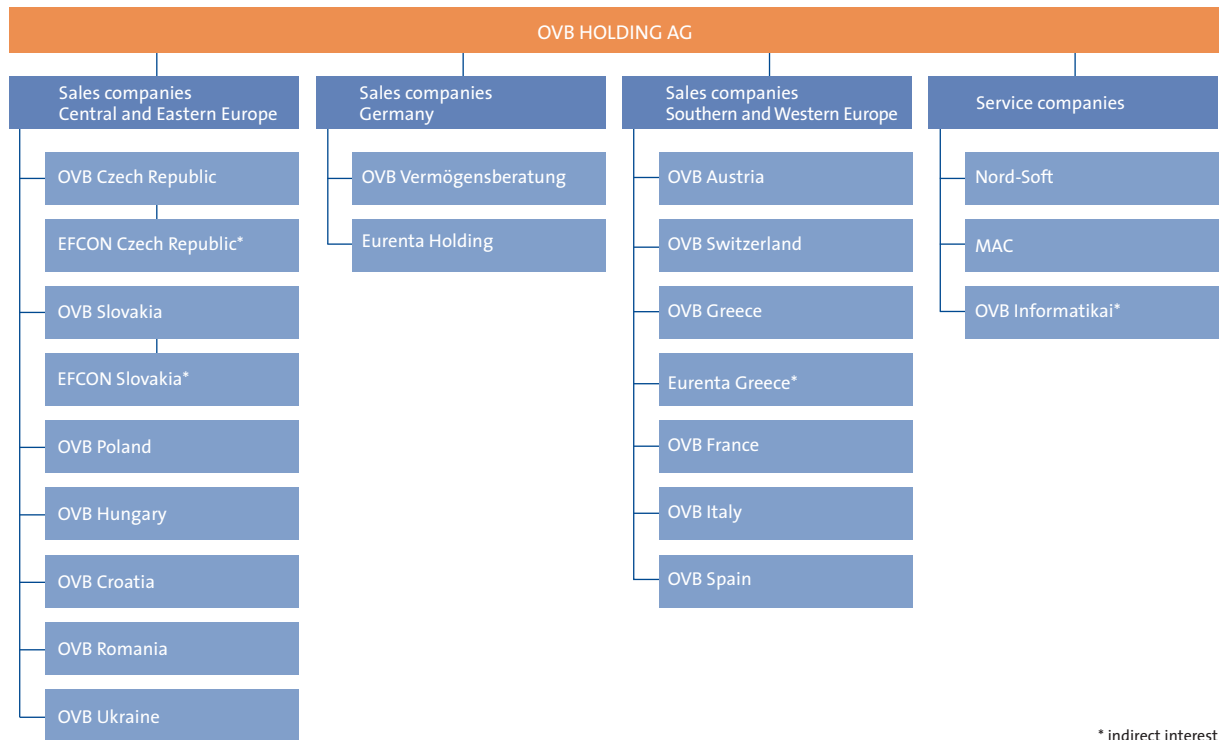 OVB HOLDING AG
Sales companies
Central and Eastern Europe
OVB Czech Republic
EFCON Czech Republic*
OVB Slovakia
EFCON Slovakia*
OVB Poland
OVB Hungary
OVB Croatia
OVB Romania
OVB Ukraine
Sales companies
Germany
OVB Vermögensberatung
Eurenta Holding
Sales companies
Southern and Western Europe
OVB Austria
OVB Switzerland
OVB Greece
Eurenta Greece*
OVB France
OVB Italy
OVB Spain
Service companies
Nord-Soft
MAC
OVB Informatikai*
* indirect interest